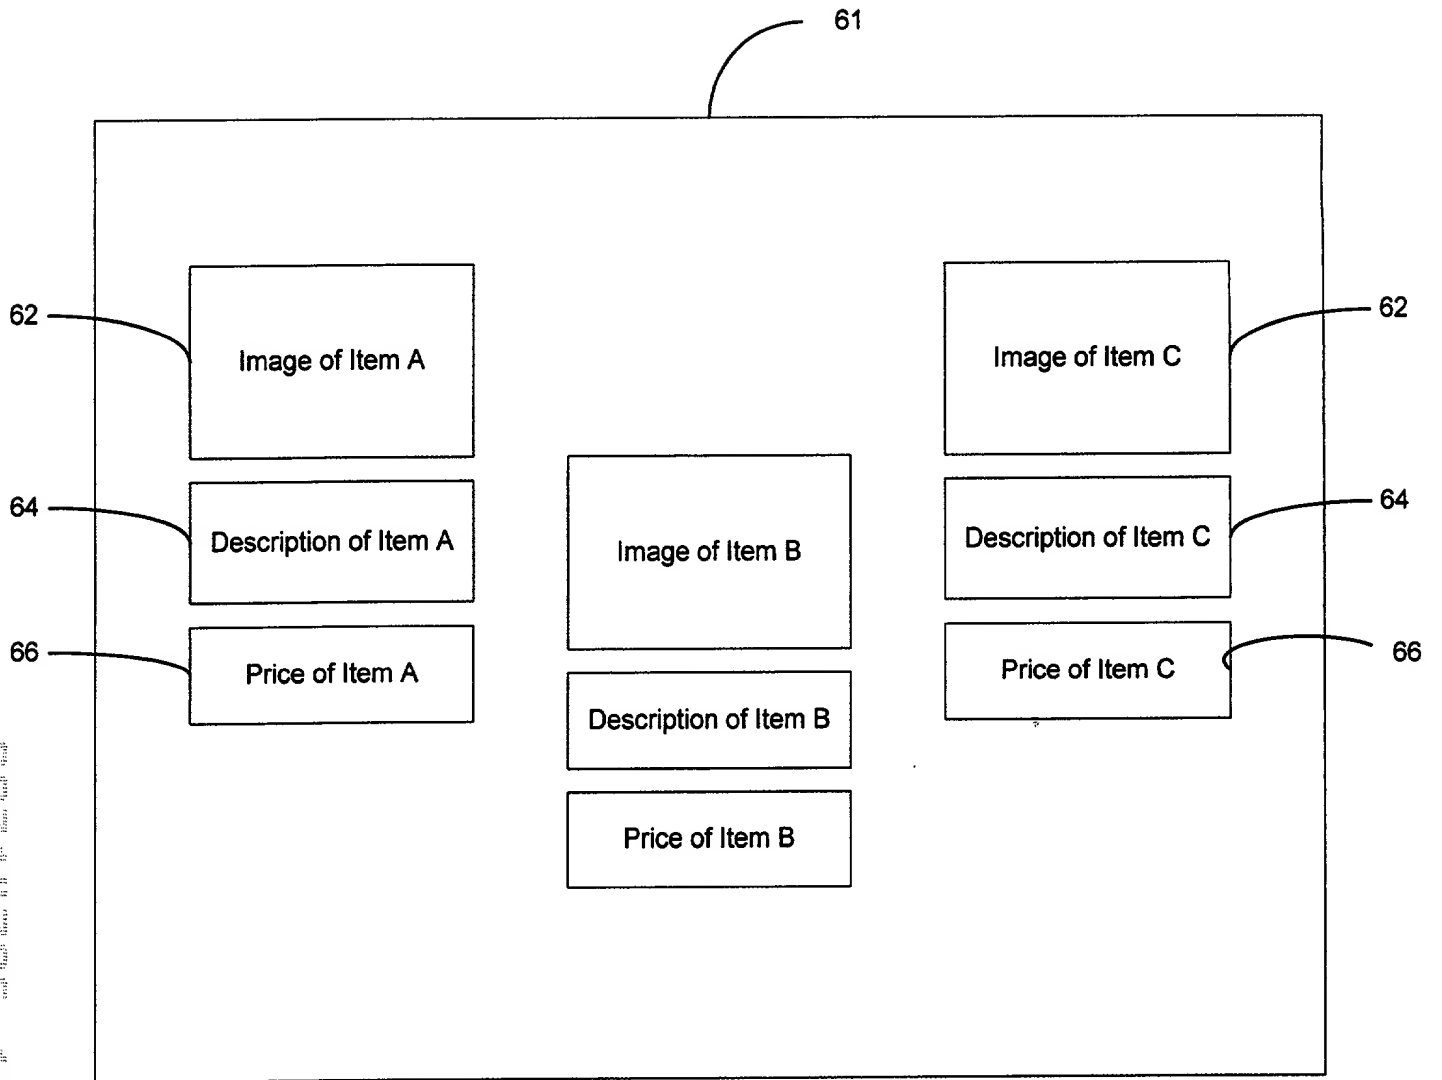 61
62
Image of Item A
Image of Item C
62
64
Description of Item A
Image of Item B
Description of Item C
64
66
Price of Item A
Description of Item B
Price of Item C
66
Price of Item B